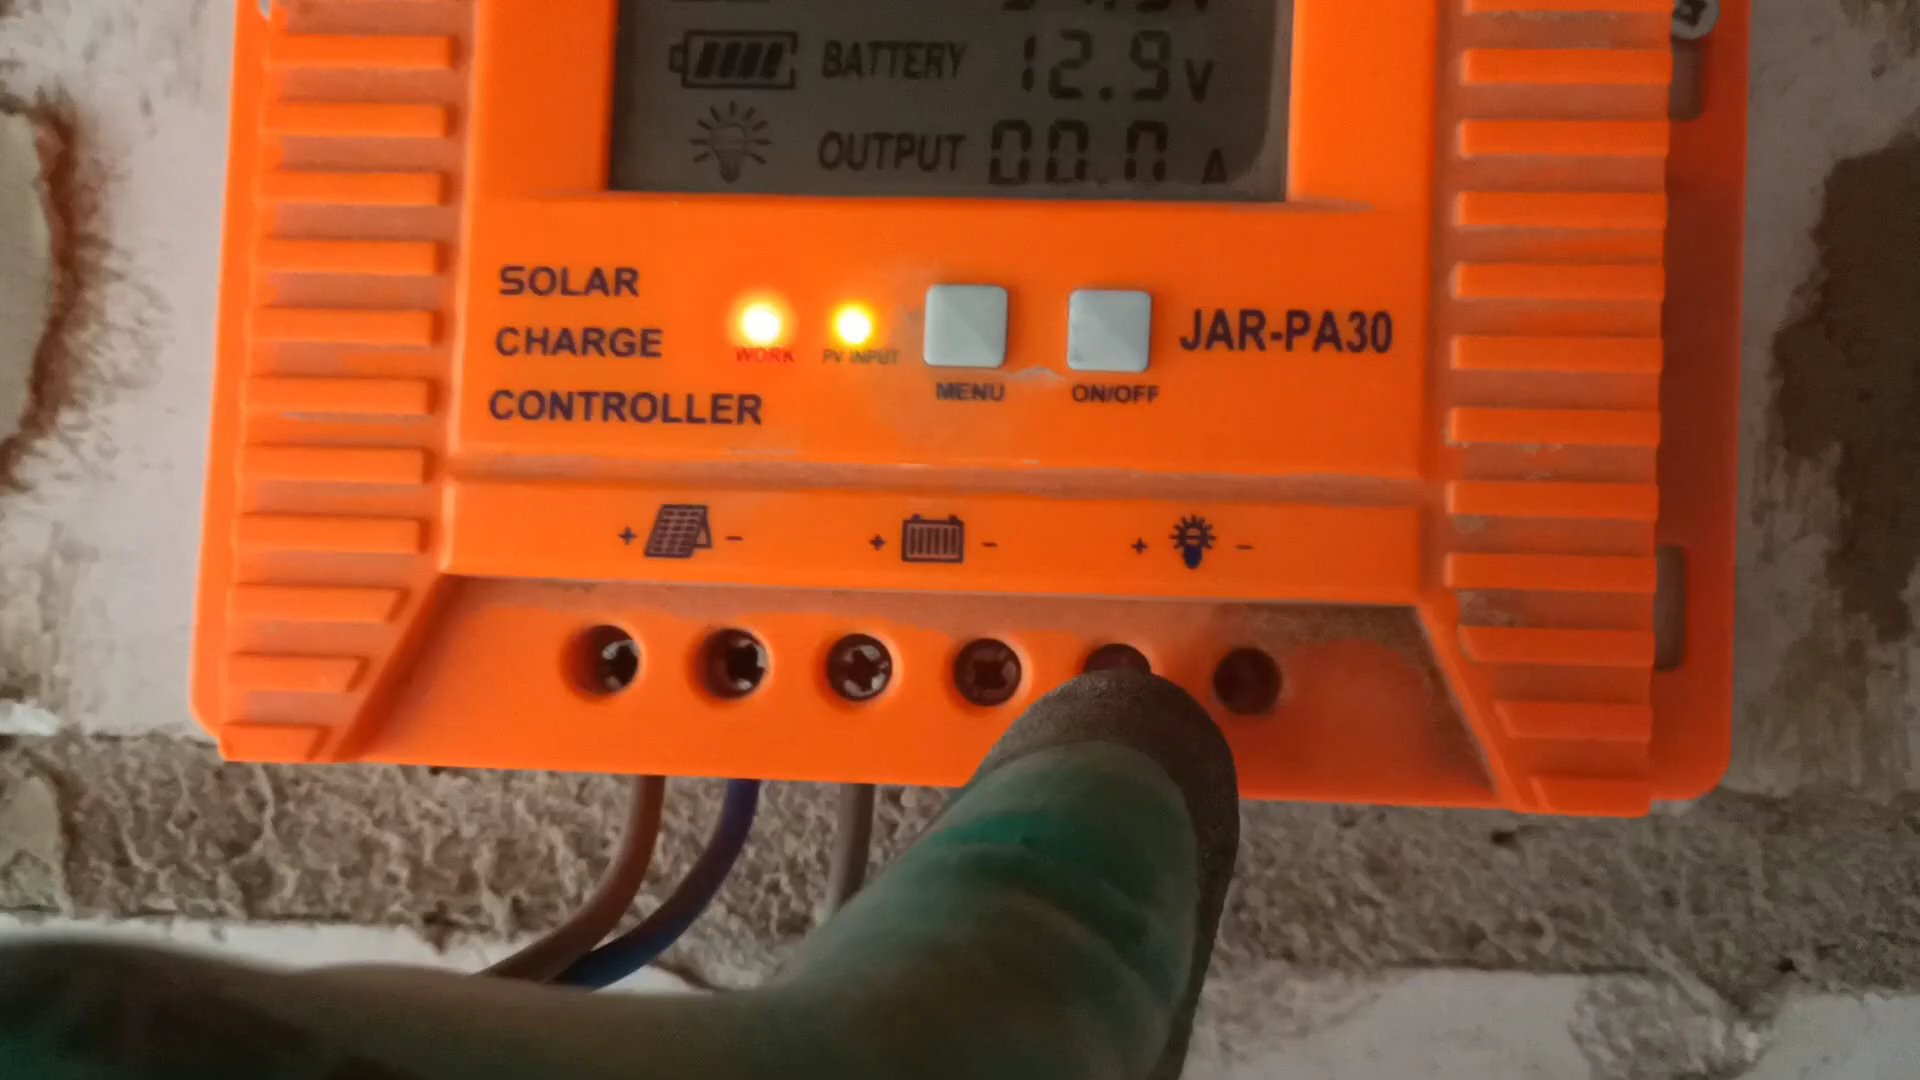 BATTERY 12.9V
OUTPUT 00.0 A
SOLAR
CHARGE
CONTROLLER
WORK
PV INPUT
MENU
ON/OFF
JAR-PA30
+ -
+ -
+ -